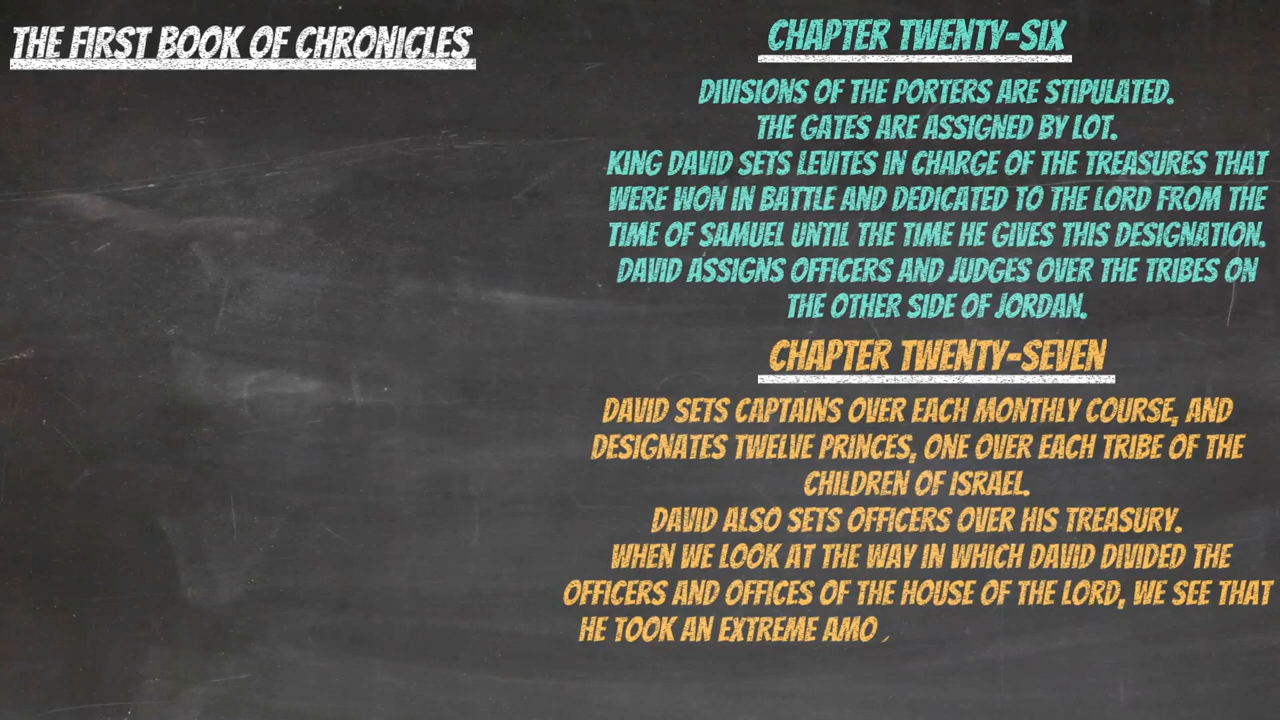 THE FIRST BOOK OF CHRONICLES
CHAPTER TWENTY-SIX
DIVISIONS OF THE PORTERS ARE STIPULATED.
THE GATES ARE ASSIGNED BY LOT.
KING DAVID SETS LEVITES IN CHARGE OF THE TREASURES THAT
WERE WON IN BATTLE AND DEDICATED TO THE LORD FROM THE
TIME OF SAMUEL UNTIL THE TIME HE GIVES THIS DESIGNATION.
DAVID ASSIGNS OFFICERS AND JUDGES OVER THE TRIBES ON
THE OTHER SIDE OF JORDAN.
CHAPTER TWENTY-SEVEN
DAVID SETS CAPTAINS OVER EACH MONTHLY COURSE, AND
DESIGNATES TWELVE PRINCES, ONE OVER EACH TRIBE OF THE
CHILDREN OF ISRAEL.
DAVID ALSO SETS OFFICERS OVER HIS TREASURY.
WHEN WE LOOK AT THE WAY IN WHICH DAVID DIVIDED THE
OFFICERS AND OFFICES OF THE HOUSE OF THE LORD, WE SEE THAT
HE TOOK AN EXTREME AMO